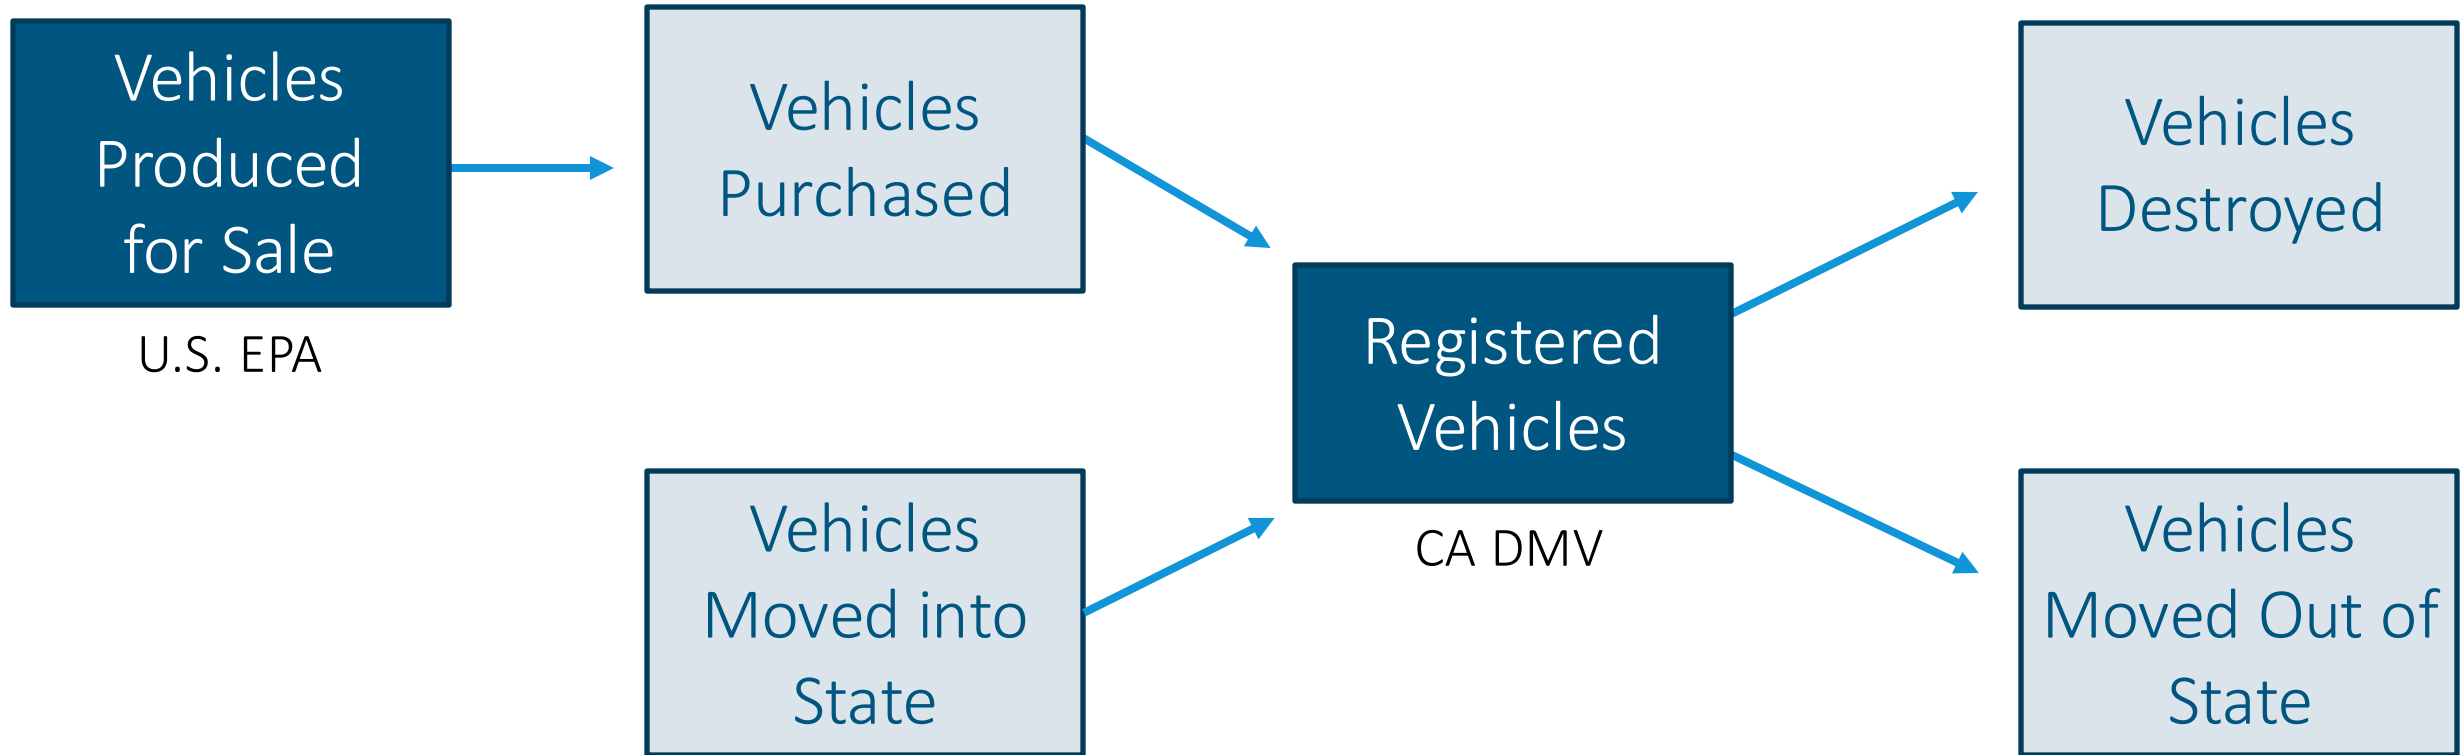 Vehicles
Produced
for Sale
U.S. EPA
Vehicles
Purchased
Vehicles
Moved into
State
Registered
Vehicles
CA DMV
Vehicles
Destroyed
Vehicles
Moved Out of
State